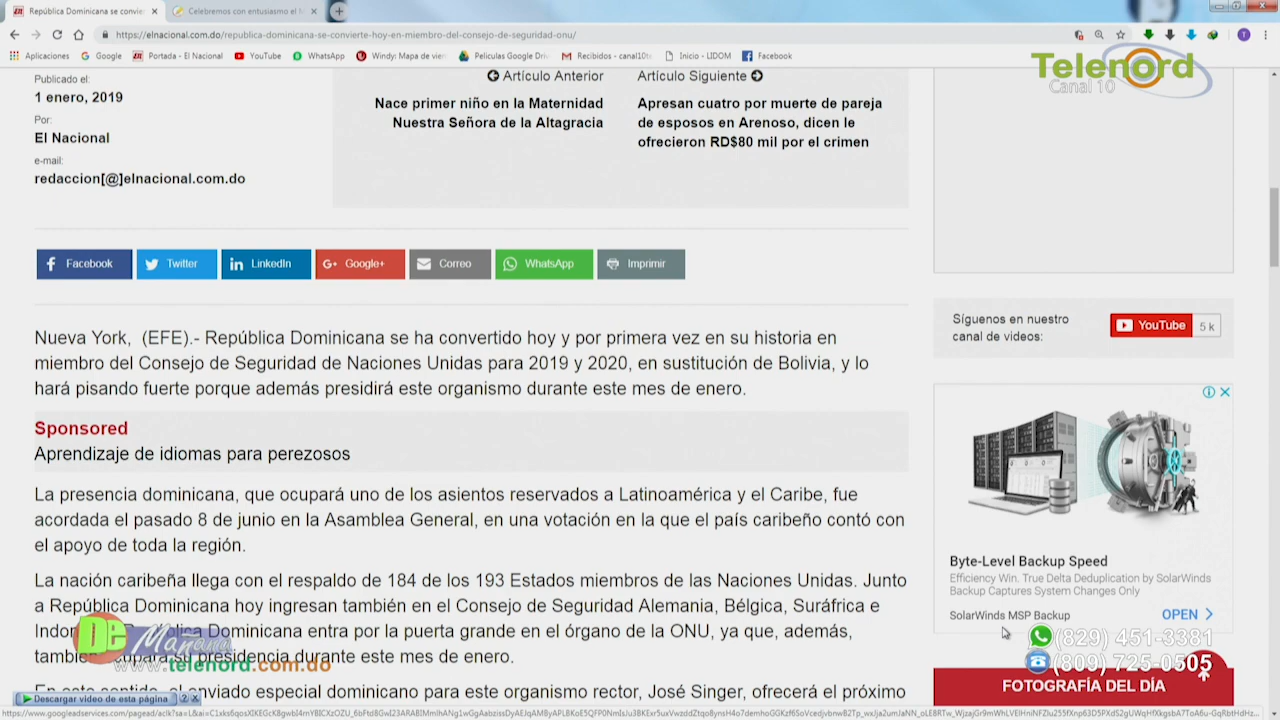 República Dominicana se convie
Celebremos con entusiasmo el M
https://elnacional.com.do/republica-dominicana-se-convierte-hoy-en-miembro-del-consejo-de-seguridad-onu/
Aplicaciones Google Portada - El Nacional YouTube WhatsApp Windy: Mapa de vien Peliculas Google Driv Recibidos - canal10te Inicio - LIDOM Facebook
Telenord
Canal 10
Publicado el:
1 enero, 2019
Por:
El Nacional
e-mail:
redaccion[@]elnacional.com.do
Artículo Anterior
Nace primer niño en la Maternidad
Nuestra Señora de la Altagracia
Artículo Siguiente
Apresan cuatro por muerte de pareja
de esposos en Arenoso, dicen le
ofrecieron RD$80 mil por el crimen
Facebook Twitter LinkedIn Google+ Correo WhatsApp Imprimir
Nueva York, (EFE).- República Dominicana se ha convertido hoy y por primera vez en su historia en
miembro del Consejo de Seguridad de Naciones Unidas para 2019 y 2020, en sustitución de Bolivia, y lo
hará pisando fuerte porque además presidirá este organismo durante este mes de enero.
Sponsored
Aprendizaje de idiomas para perezosos
La presencia dominicana, que ocupará uno de los asientos reservados a Latinoamérica y el Caribe, fue
acordada el pasado 8 de junio en la Asamblea General, en una votación en la que el país caribeño contó con
el apoyo de toda la región.
La nación caribeña llega con el respaldo de 184 de los 193 Estados miembros de las Naciones Unidas. Junto
a República Dominicana hoy ingresan también en el Consejo de Seguridad Alemania, Bélgica, Suráfrica e
Dominicana entra por la puerta grande en el órgano de la ONU, ya que, además,
presidencia durante este mes de enero.
enviado especial dominicano para este organismo rector, José Singer, ofrecerá el próximo
Síguenos en nuestro
canal de videos:
YouTube 5 k
Byte-Level Backup Speed
Efficiency Win. True Delta Deduplication by SolarWinds
Backup Captures System Changes Only
SolarWinds MSP Backup OPEN
FOTOGRAFÍA DEL DÍA
De Mañana
www.telenord.com.do
(829) 451-3381
(809) 725-0505
Descargar video de esta página ? X